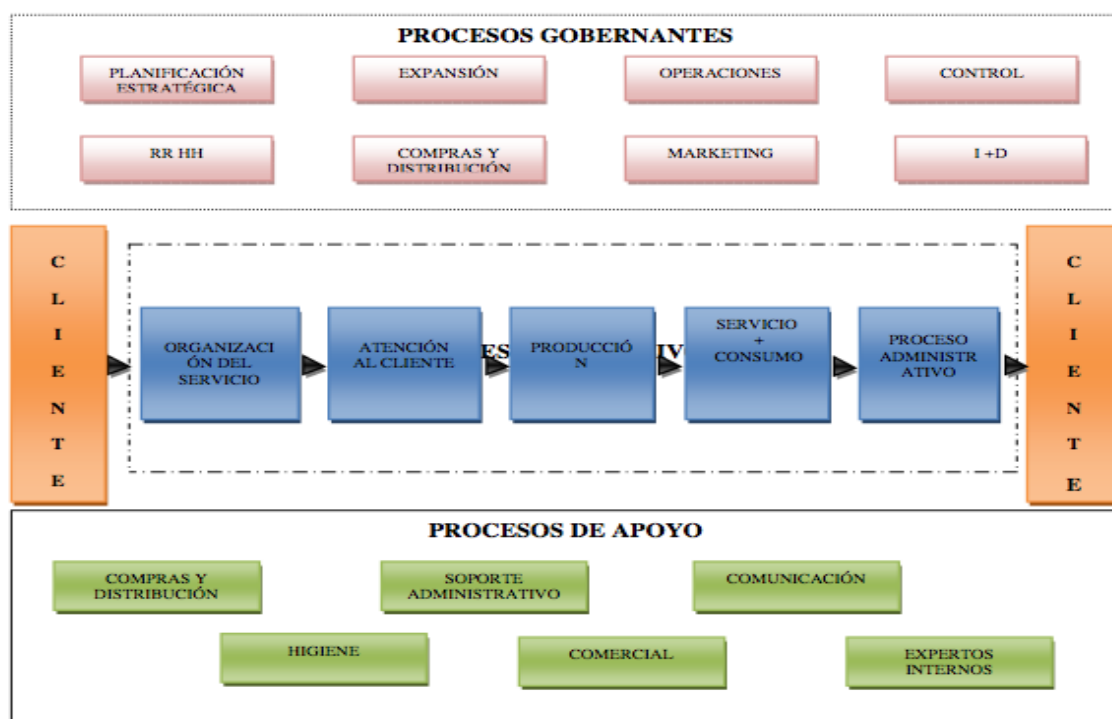 PROCESOS GOBERNANTES
PLANIFICACIÓN
ESTRATÉGICA
EXPANSIÓN
OPERACIONES
CONTROL
RR HH
COMPRAS Y
DISTRIBUCIÓN
MARKETING
I +D
C
L
I
E
N
T
E
ORGANIZACI
ÓN DEL
SERVICIO
ATENCIÓN
AL CLIENTE
PRODUCCIÓ
N
SERVICIO
+
CONSUMO
PROCESO
ADMINISTR
ATIVO
C
L
I
E
N
T
E
PROCESOS DE APOYO
COMPRAS Y
DISTRIBUCIÓN
SOPORTE
ADMINISTRATIVO
COMUNICACIÓN
HIGIENE
COMERCIAL
EXPERTOS
INTERNOS